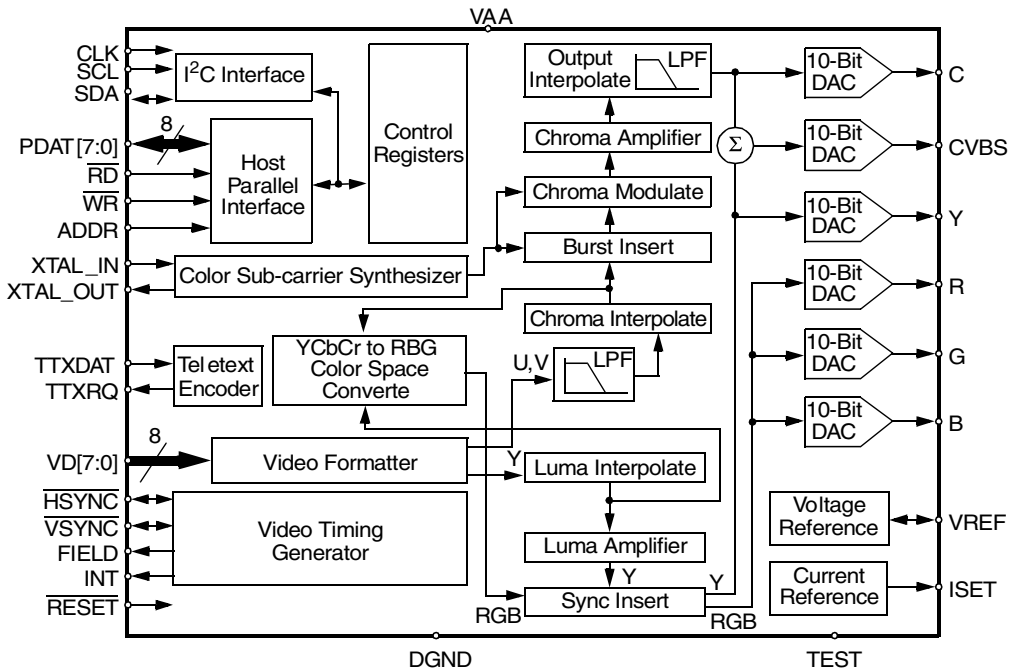 VAA
CLK
SCL
SDA
I²C Interface
8
PDAT[7:0]
RD
WR
ADDR
Host
Parallel
Interface
Control
Registers
XTAL_IN
XTAL_OUT
Color Sub-carrier Synthesizer
TTXDAT
TTXRQ
Teletext
Encoder
YCbCr to RBG
Color Space
Converte
8
VD[7:0]
Video Formatter
HSYNC
VSYNC
FIELD
INT
RESET
Video Timing
Generator
Output
Interpolate
LPF
Chroma Amplifier
Chroma Modulate
Burst Insert
Chroma Interpolate
U,V
LPF
Y
Luma Interpolate
Luma Amplifier
Y
Y
Sync Insert
RGB
RGB
Σ
10-Bit
DAC
C
10-Bit
DAC
CVBS
10-Bit
DAC
Y
10-Bit
DAC
R
10-Bit
DAC
G
10-Bit
DAC
B
Voltage
Reference
VREF
Current
Reference
ISET
DGND
TEST